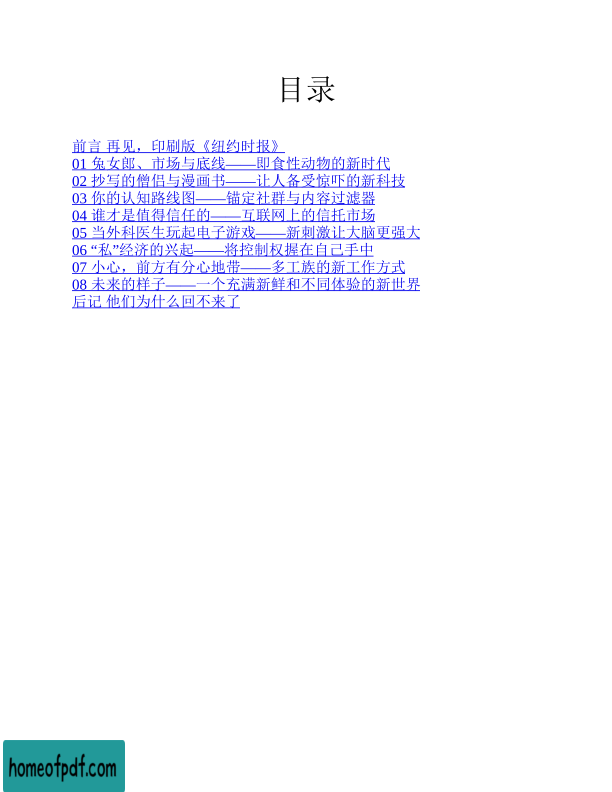 目录
前言 再见，印刷版《纽约时报》
01 兔女郎、市场与底线——即食性动物的新时代
02 抄写的僧侣与漫画书——让人备受惊吓的新科技
03 你的认知路线图——锚定社群与内容过滤器
04 谁才是值得信任的——互联网上的信托市场
05 当外科医生玩起电子游戏——新刺激让大脑更强大
06 “私”经济的兴起——将控制权握在自己手中
07 小心，前方有分心地带——多工族的新工作方式
08 未来的样子——一个充满新鲜和不同体验的新世界
后记 他们为什么回不来了
homeofpdf.com